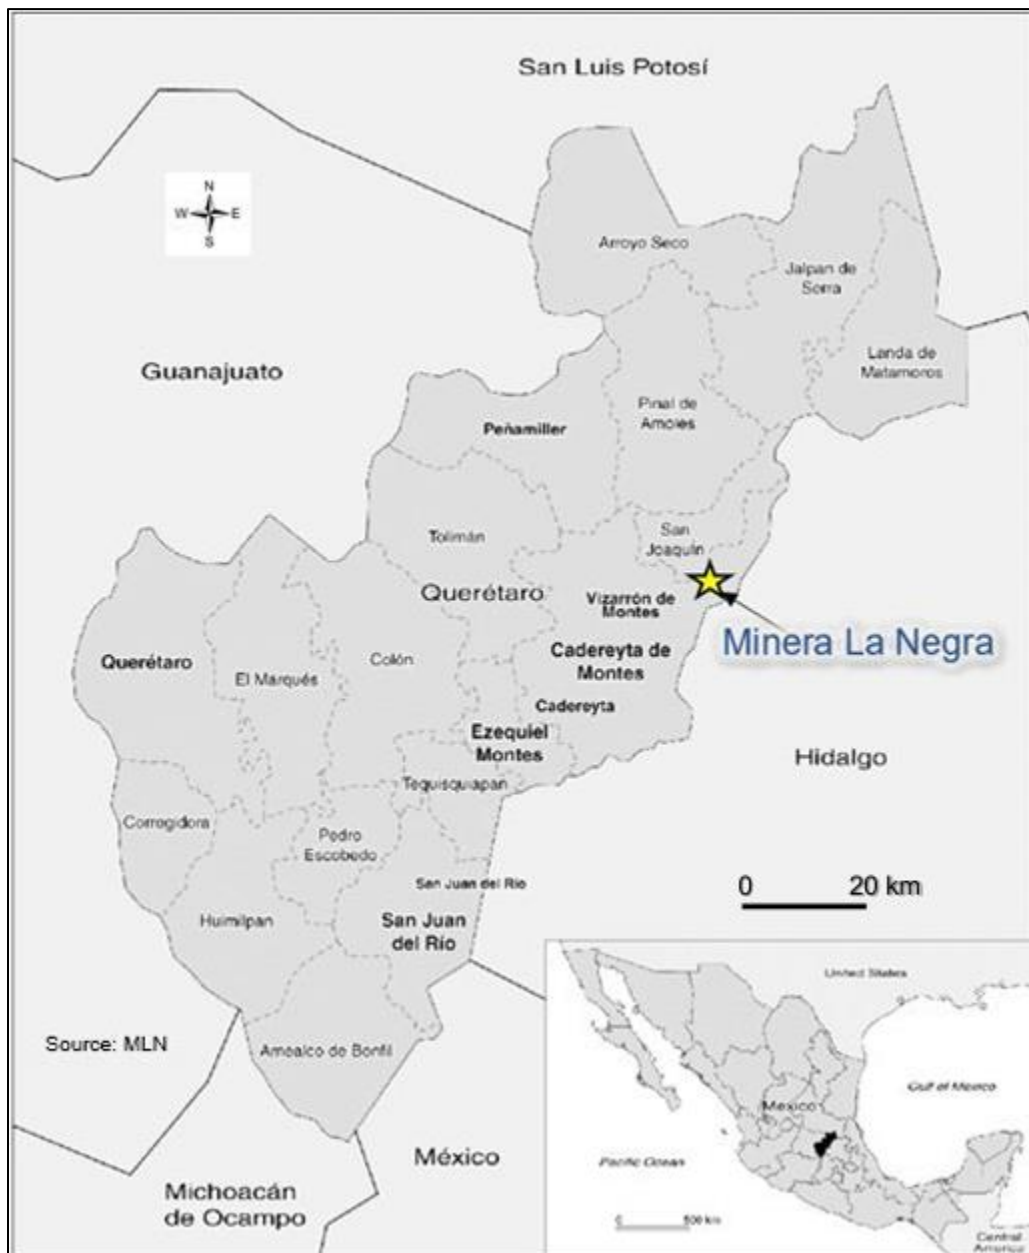 San Luis Potosí
N
W E
S
Arroyo Seco
Jalpan de
Serra
Landa de
Matamoros
Guanajuato
Pinal de
Amoles
Peñamiller
San
Joaquín
Tolimán
Querétaro
Vizarrón de
Montes
Minera La Negra
Querétaro
El Marqués
Colón
Cadereyta de
Montes
Cadereyta
Ezequiel
Montes
Hidalgo
Tequisquiapan
Corregidora
Pedro
Escobedo
San Juan del Río
0 20 km
Huimilpan
San Juan
del Río
Source: MLN
Amealco de Bonfil
México
Michoacán
de Ocampo
United States
Gulf of Mexico
Mexico
Pacific Ocean
0 500 km
Central
America